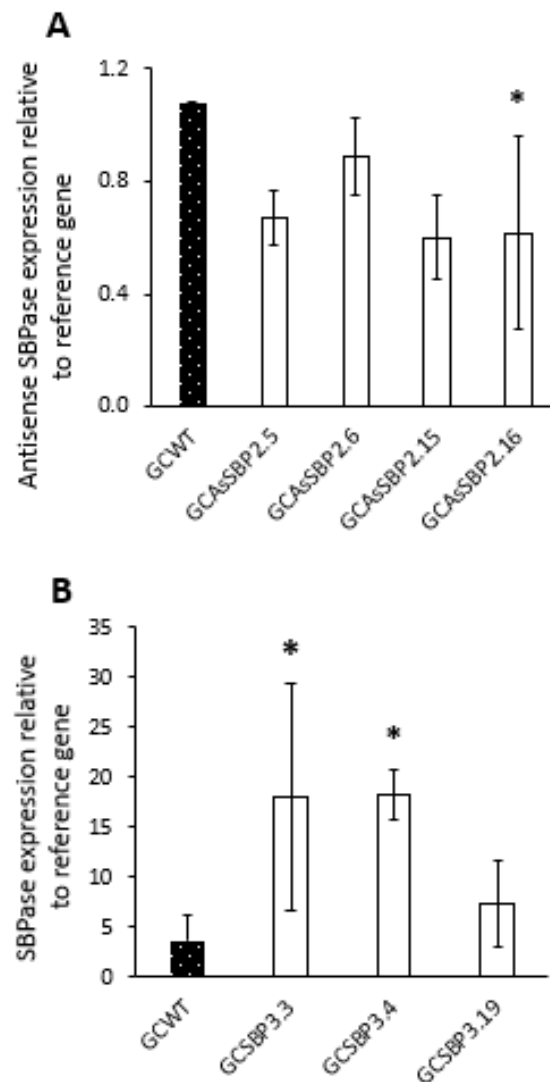 A
Antisense SBPase expression relative
to reference gene
1.2
0.8
0.4
0.0
*
GCWT
GCAsSBP2.5
GCAsSBP2.6
GCAsSBP2.15
GCAsSBP2.16
B
SBPase expression relative
to reference gene
35
30
25
20
15
10
5
0
*
*
GCWT
GCSBP3.3
GCSBP3.4
GCSBP3.19